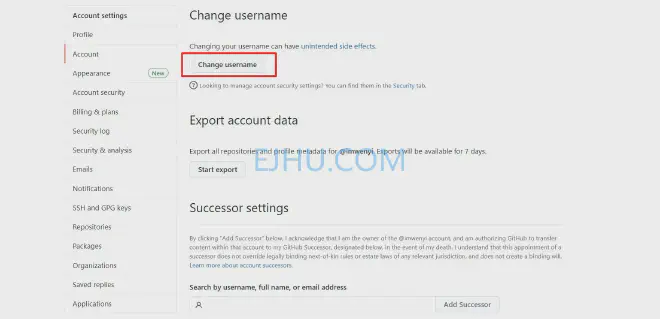 Account settings
Profile
Account
Appearance New
Account security
Billing & plans
Security log
Security & analysis
Emails
Notifications
SSH and GPG keys
Repositories
Packages
Organizations
Saved replies
Applications
Change username
Changing your username can have unintended side effects.
Change username
Looking to manage account security settings? You can find them in the Security tab.
Export account data
Export all repositories and profile metadata for @imwenyi. Exports will be available for 7 days.
Start export
EJHU.COM
Successor settings
By clicking "Add Successor" below, I acknowledge that I am the owner of the @imwenyi account, and am authorizing GitHub to transfer
content within that account to my GitHub Successor, designated below, in the event of my death. I understand that this appointment of a
successor does not override legally binding next-of-kin rules or estate laws of any relevant jurisdiction, and does not create a binding will.
Learn more about account successors.
Search by username, full name, or email address
Add Successor